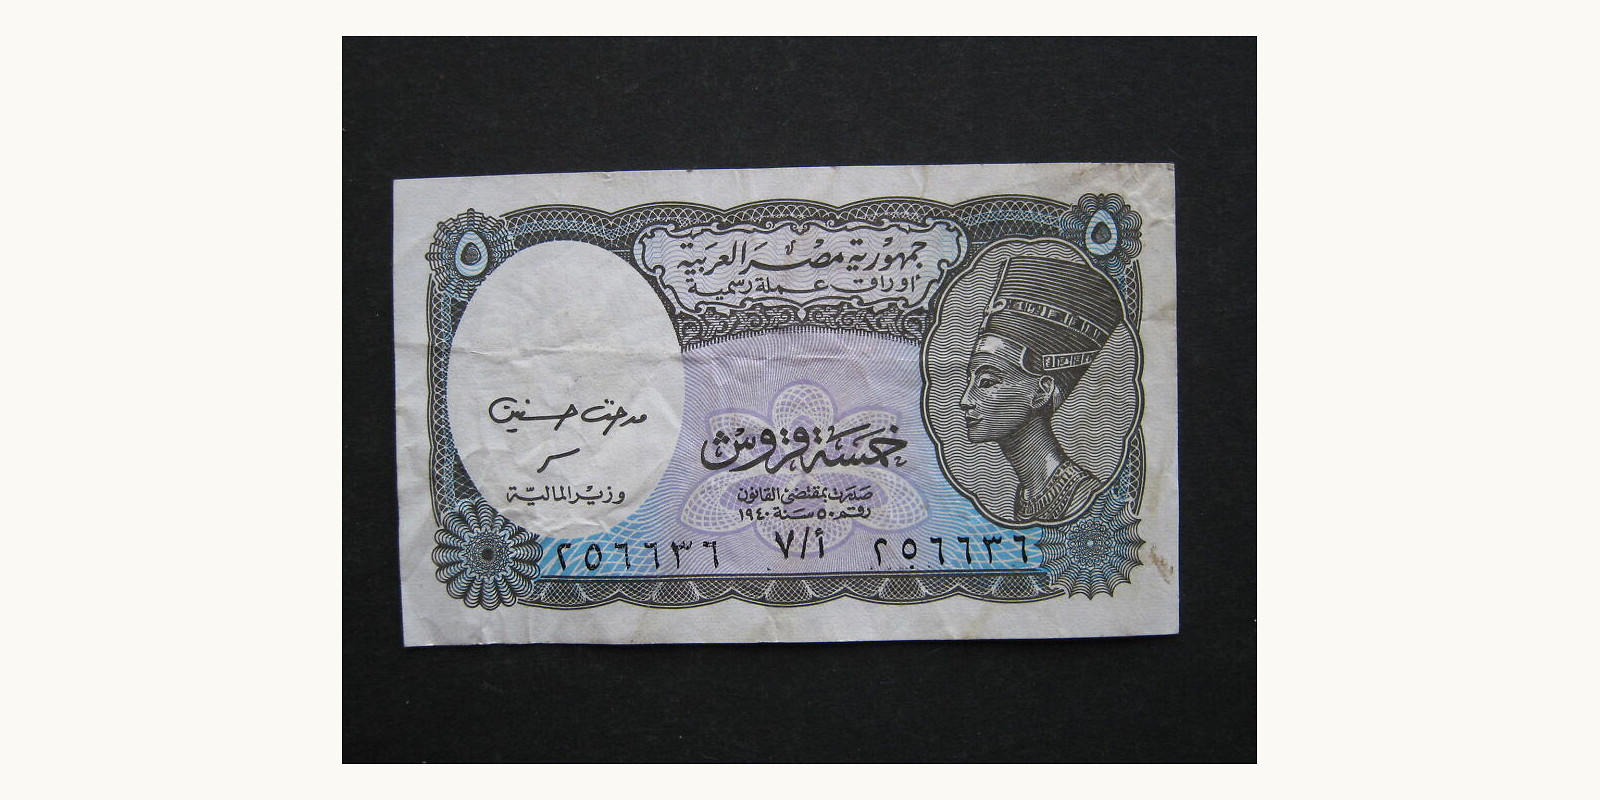 ٥
٥
جمهورية مصر العربية
أوراق عملة رسمية
مدحت حسنين
وزير المالية
خمسة قروش
صدرت بمقتضى القانون
رقم ٥٠ سنة ١٩٤٠
٢٥٦٦٣٦ أ/٧ ٢٥٦٦٣٦